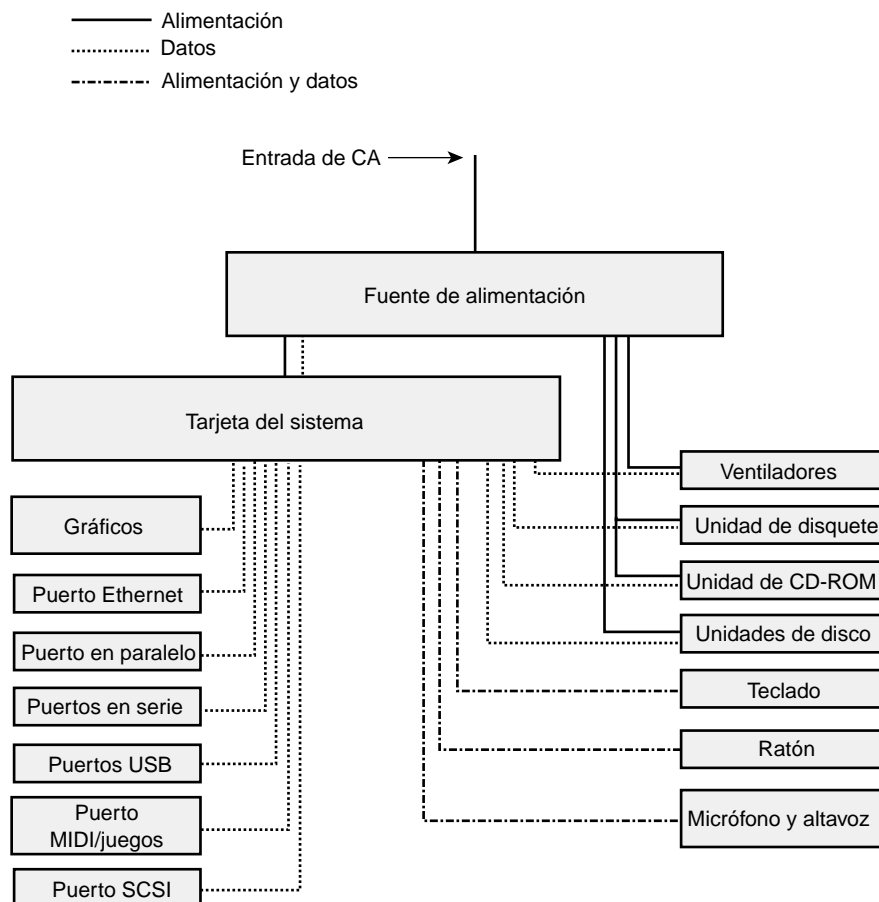 Alimentación
Datos
Alimentación y datos
Entrada de CA
Fuente de alimentación
Tarjeta del sistema
Gráficos
Puerto Ethernet
Puerto en paralelo
Puertos en serie
Puertos USB
Puerto
MIDI/juegos
Puerto SCSI
Ventiladores
Unidad de disquete
Unidad de CD-ROM
Unidades de disco
Teclado
Ratón
Micrófono y altavoz